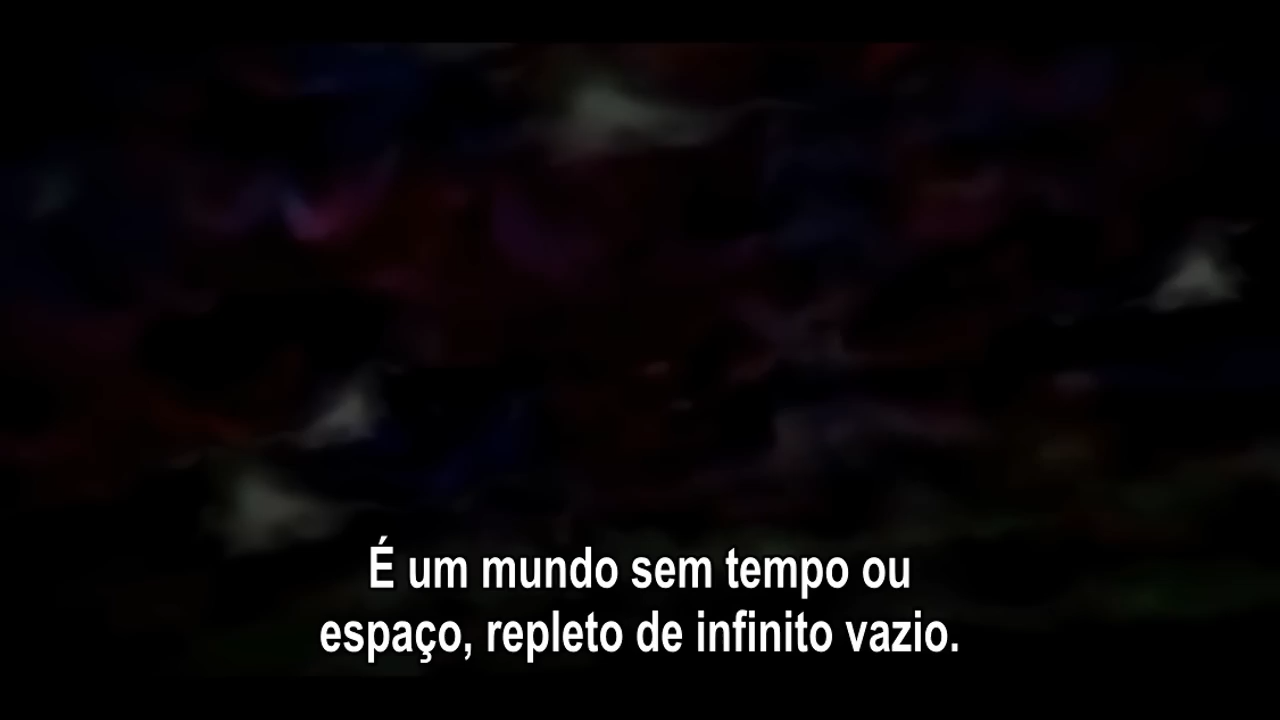 É um mundo sem tempo ou
espaço, repleto de infinito vazio.